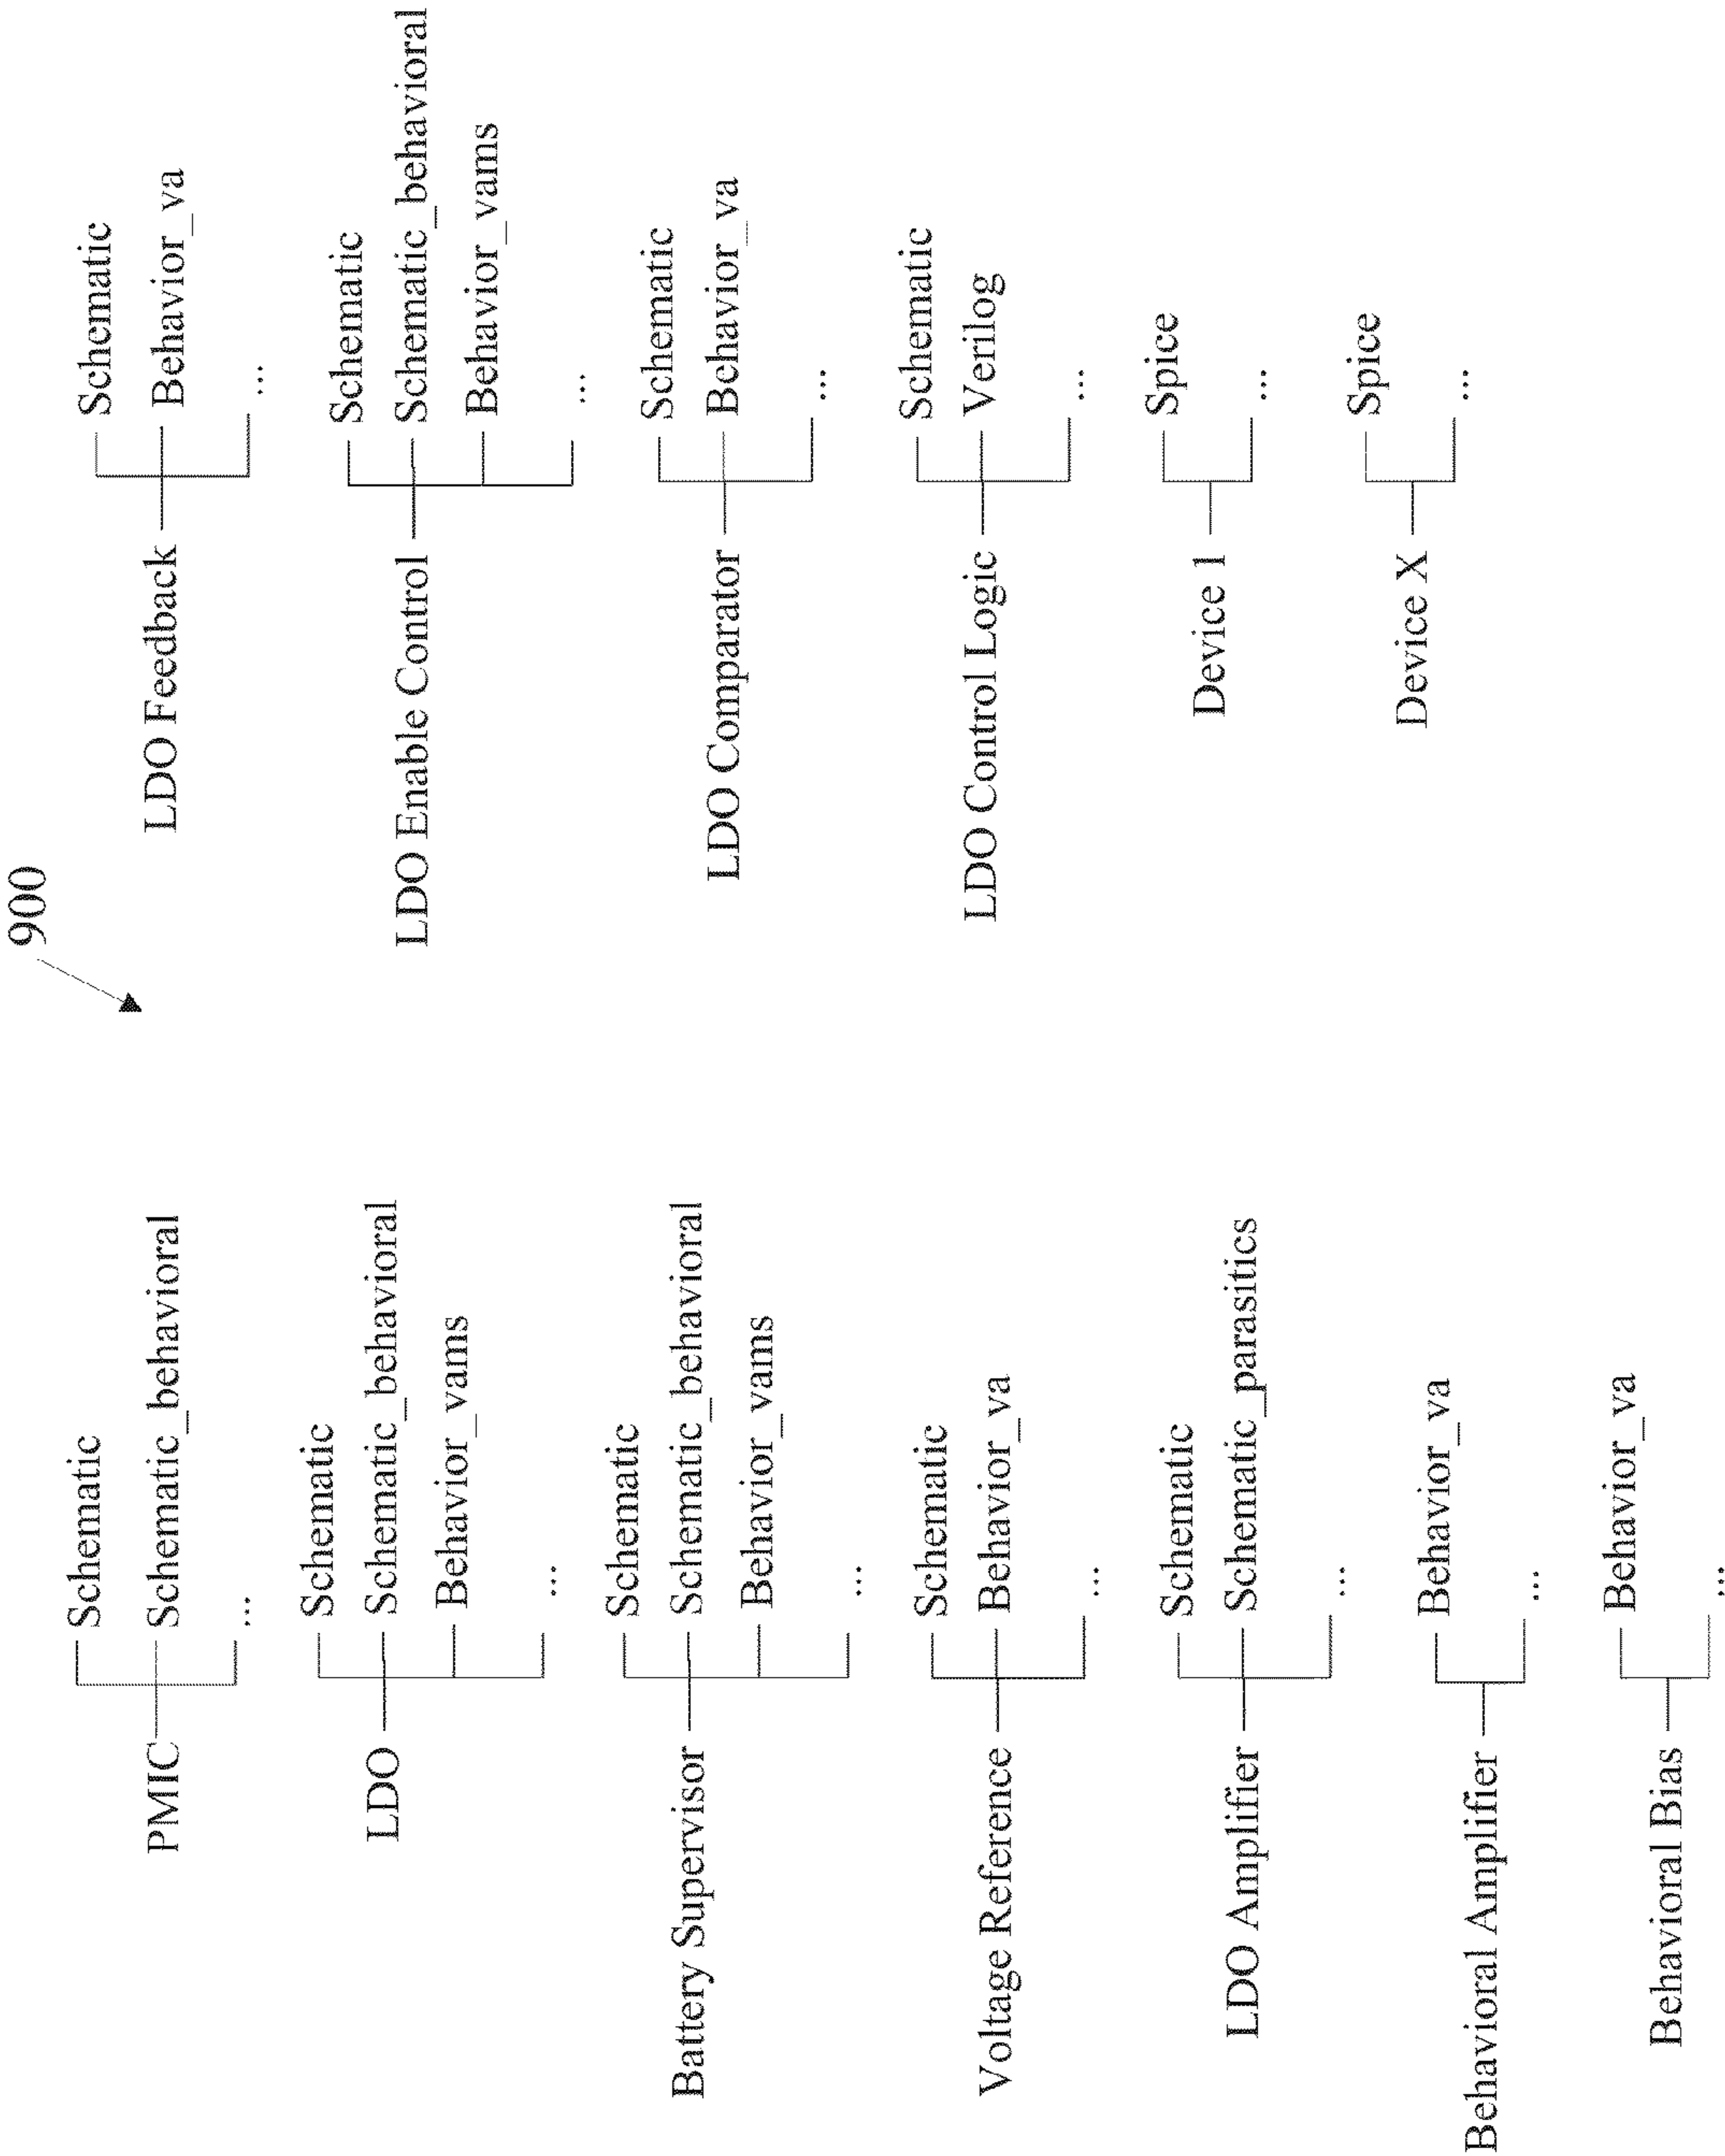 900
PMIC
Schematic
Schematic_behavioral
...
LDO
Schematic
Schematic_behavioral
Behavior_vams
...
Battery Supervisor
Schematic
Schematic_behavioral
Behavior_vams
...
Voltage Reference
Schematic
Behavior_va
...
LDO Amplifier
Schematic
Schematic_parasitics
...
Behavioral Amplifier
Behavior_va
...
Behavioral Bias
Behavior_va
...
LDO Feedback
Schematic
Behavior_va
...
LDO Enable Control
Schematic
Schematic_behavioral
Behavior_vams
...
LDO Comparator
Schematic
Behavior_va
...
LDO Control Logic
Schematic
Verilog
...
Device 1
Spice
...
Device X
Spice
...